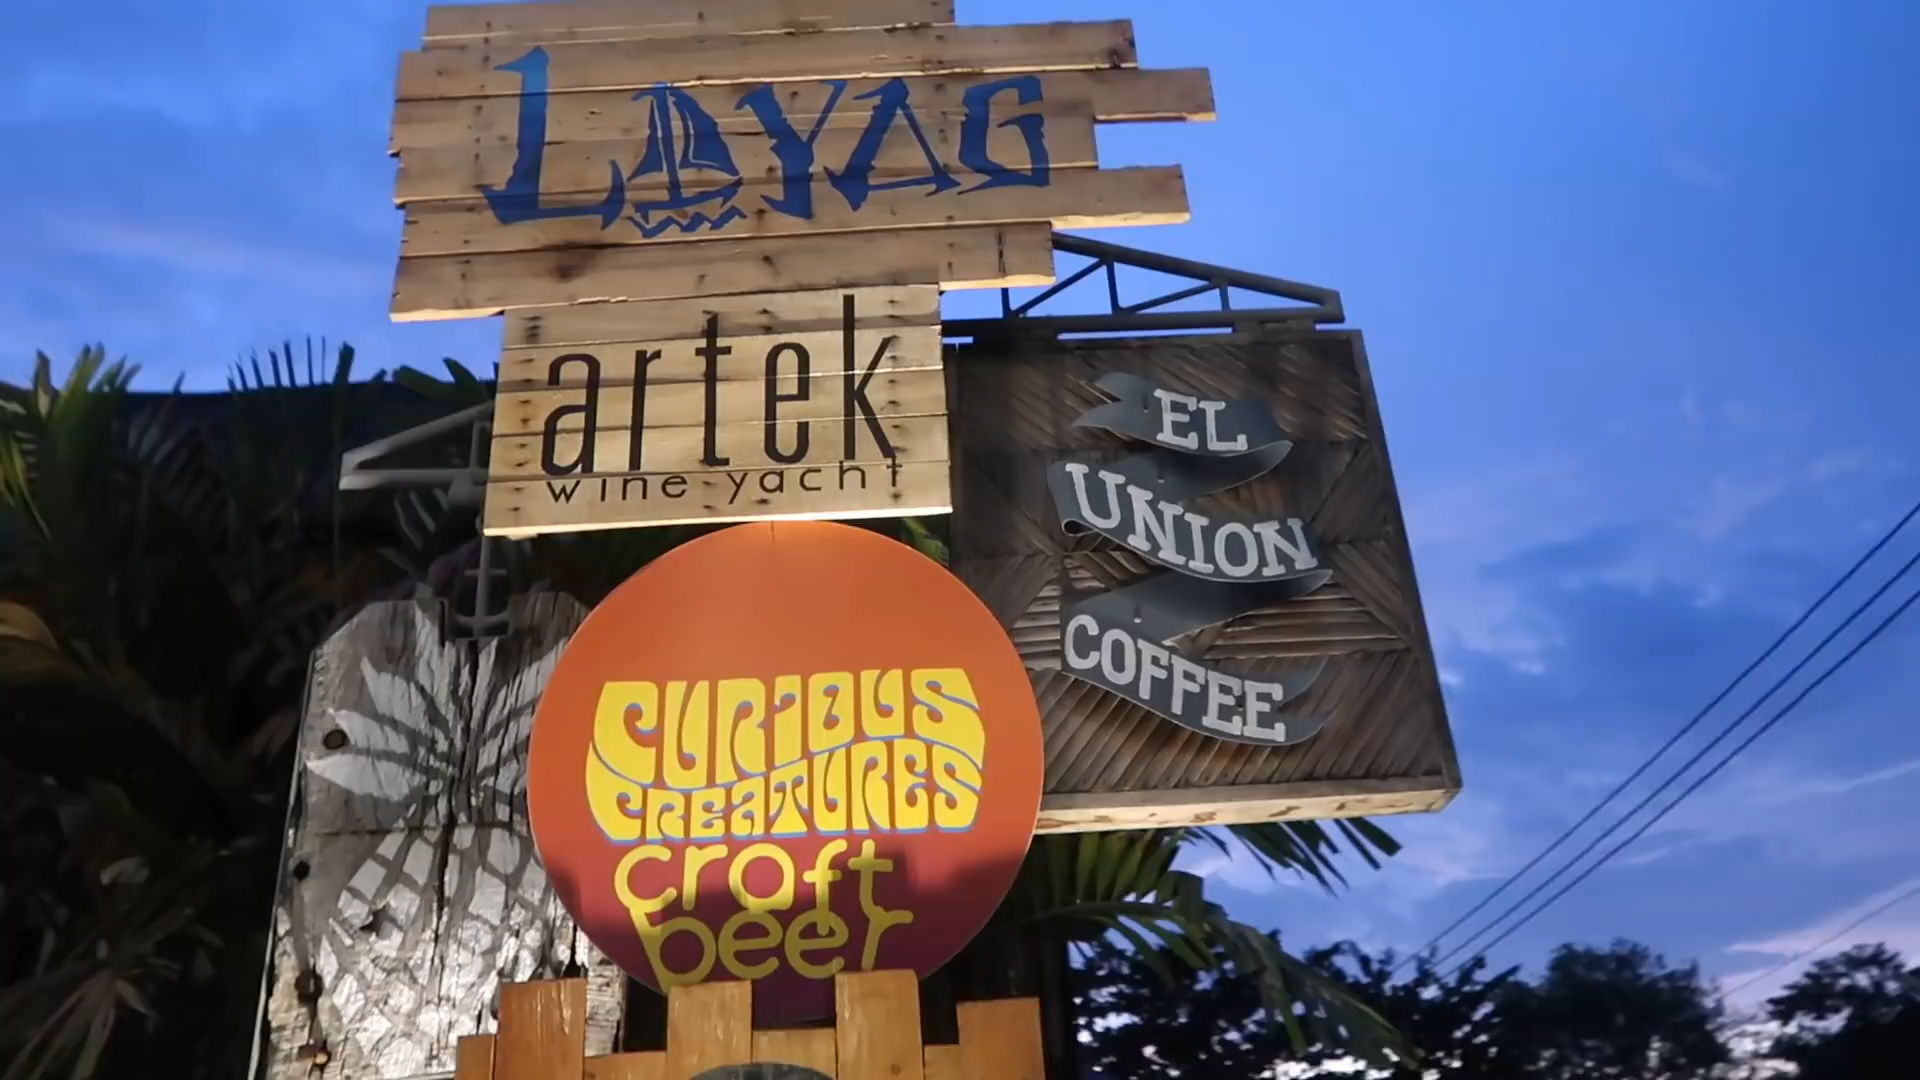 LAYAG
artek
wine yacht
EL
UNION
COFFEE
CURIOUS
CREATURES
craft
beer